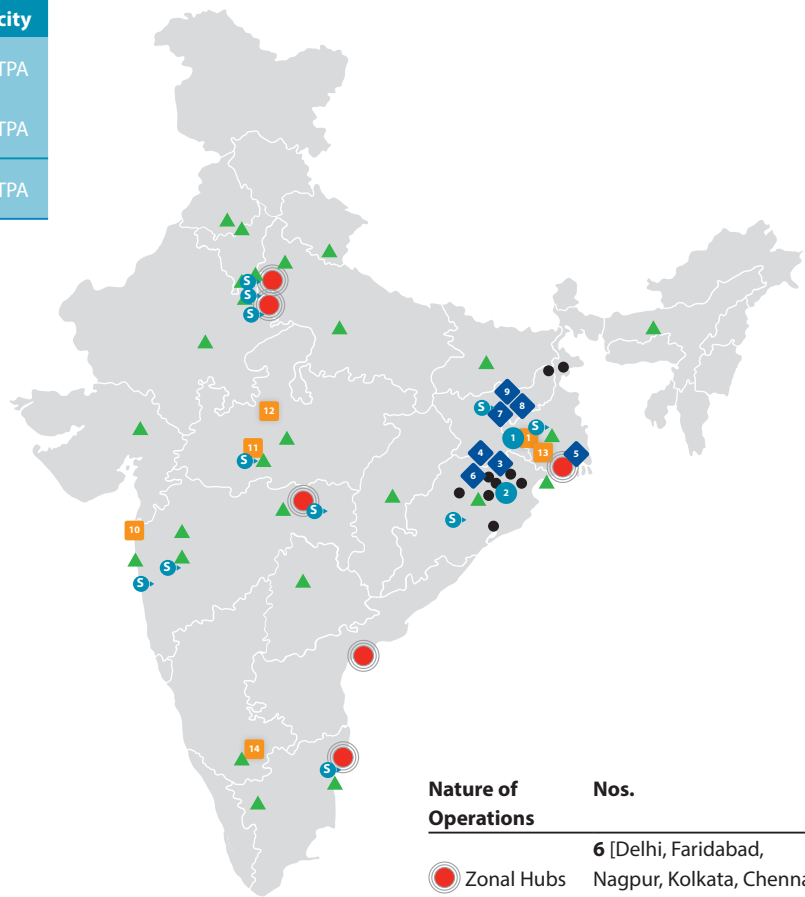 city
TPA
TPA
TPA
S
S
S
9
8
S
12
7
S
1
1
11
13
4
5
S
3
6
2
S
S
10
S
S
14
S
Nature of Operations Nos.
6 [Delhi, Faridabad,
Zonal Hubs Nagpur, Kolkata, Chenna